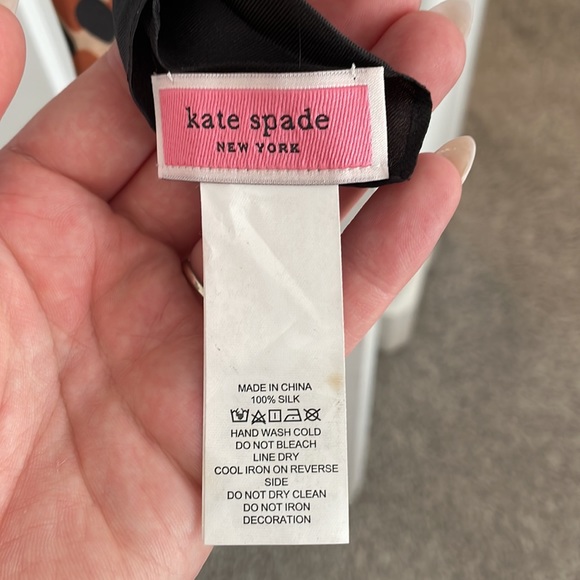 kate spade
NEW YORK
MADE IN CHINA
100% SILK
HAND WASH COLD
DO NOT BLEACH
LINE DRY
COOL IRON ON REVERSE
SIDE
DO NOT DRY CLEAN
DO NOT IRON
DECORATION